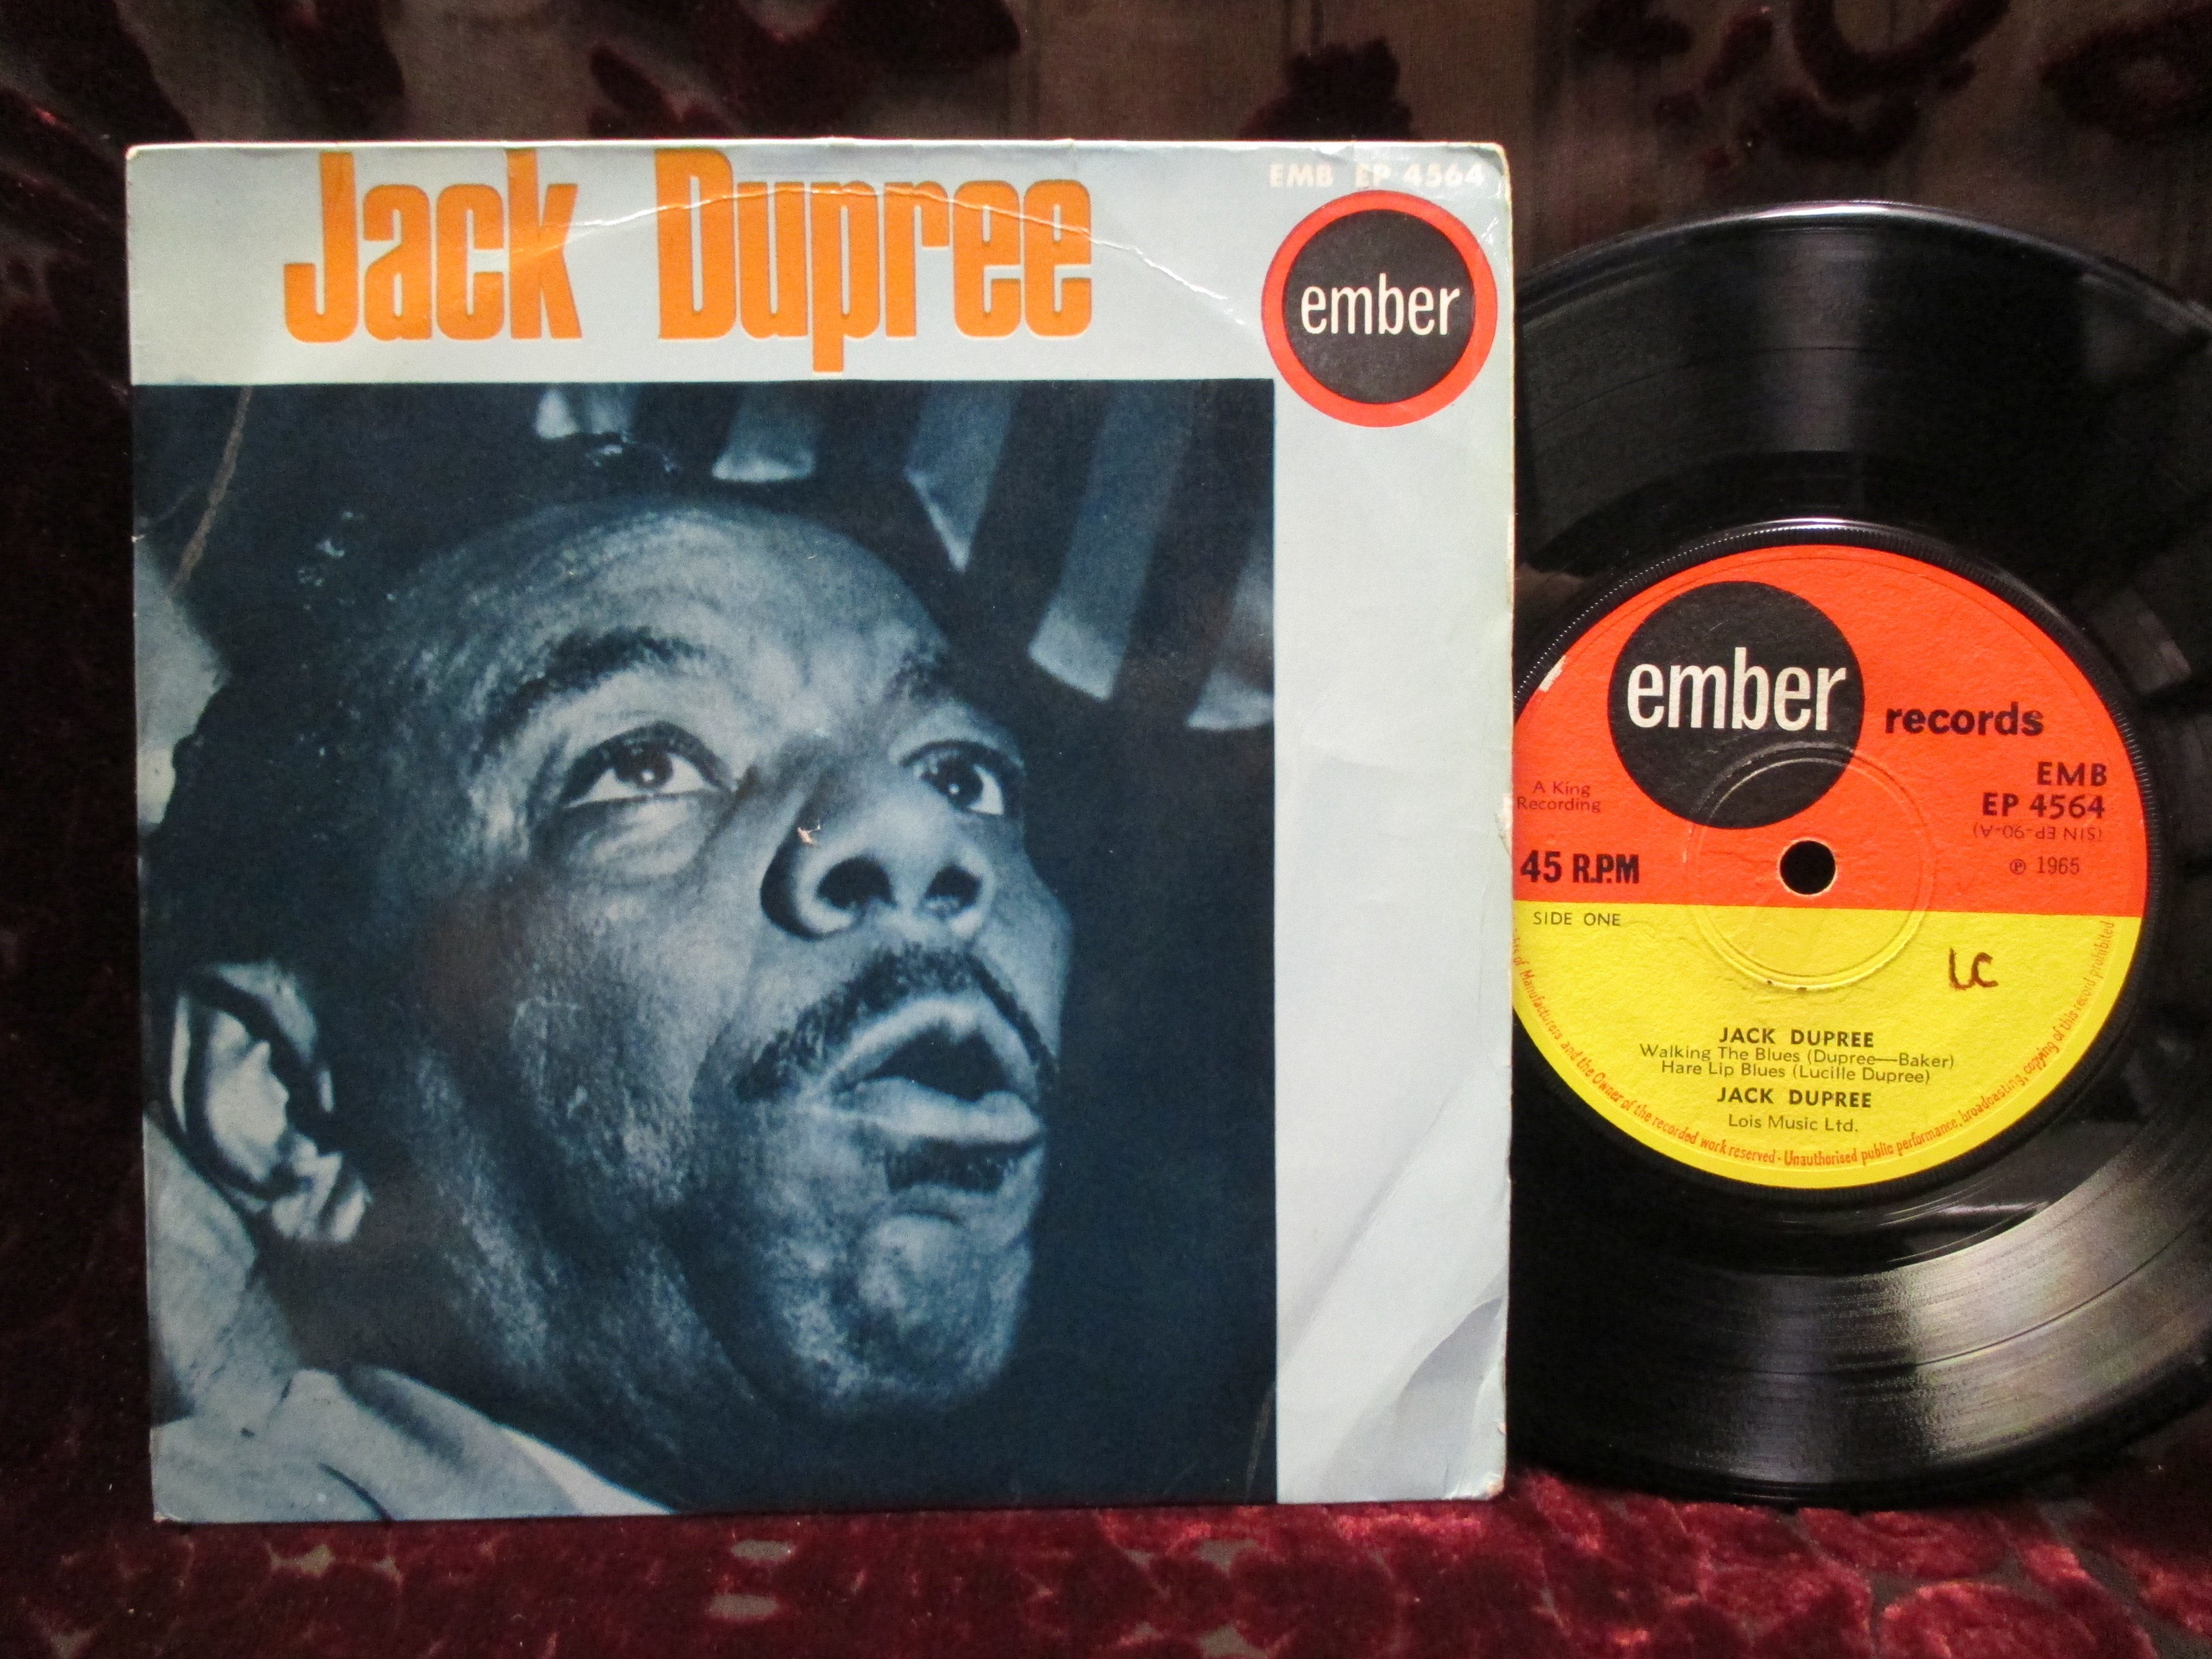 Jack Dupree
EMB EP 4564
ember
ember records
A King
Recording
EMB
EP 4564
(SIN EP-90-A)
45 R.P.M
℗ 1965
SIDE ONE
LC
JACK DUPREE
Walking The Blues (Dupree—Baker)
Hare Lip Blues (Lucille Dupree)
JACK DUPREE
Lois Music Ltd.
of Manufacturers and the Owner of the recorded work reserved - Unauthorised public performance, broadcasting, copying of this record prohibited